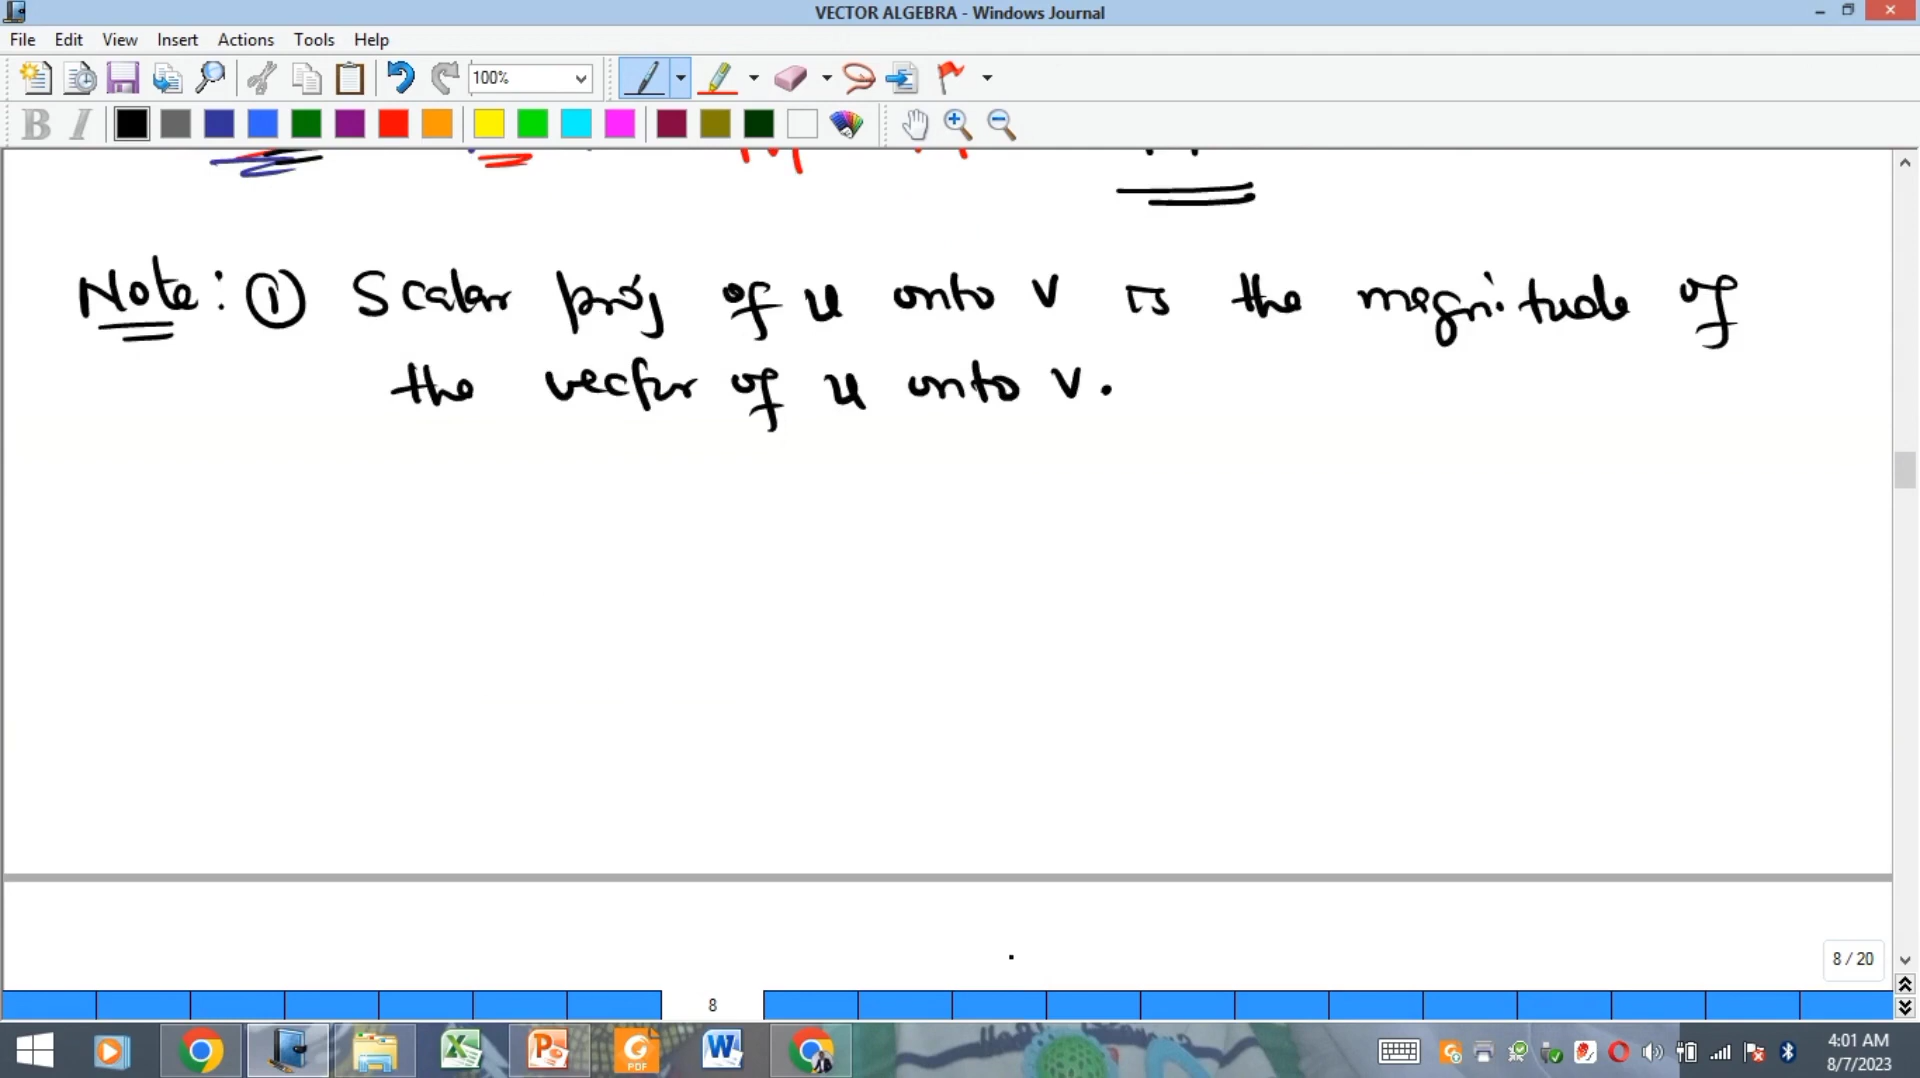 VECTOR ALGEBRA - Windows Journal
File Edit View Insert Actions Tools Help
100%
B I
Note: ① Scalar proj of u onto v is the magnitude of
the vector of u onto v.
8 / 20
8
4:01 AM
8/7/2023